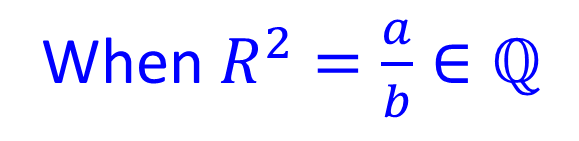 When R² = a/b ∈ ℚ